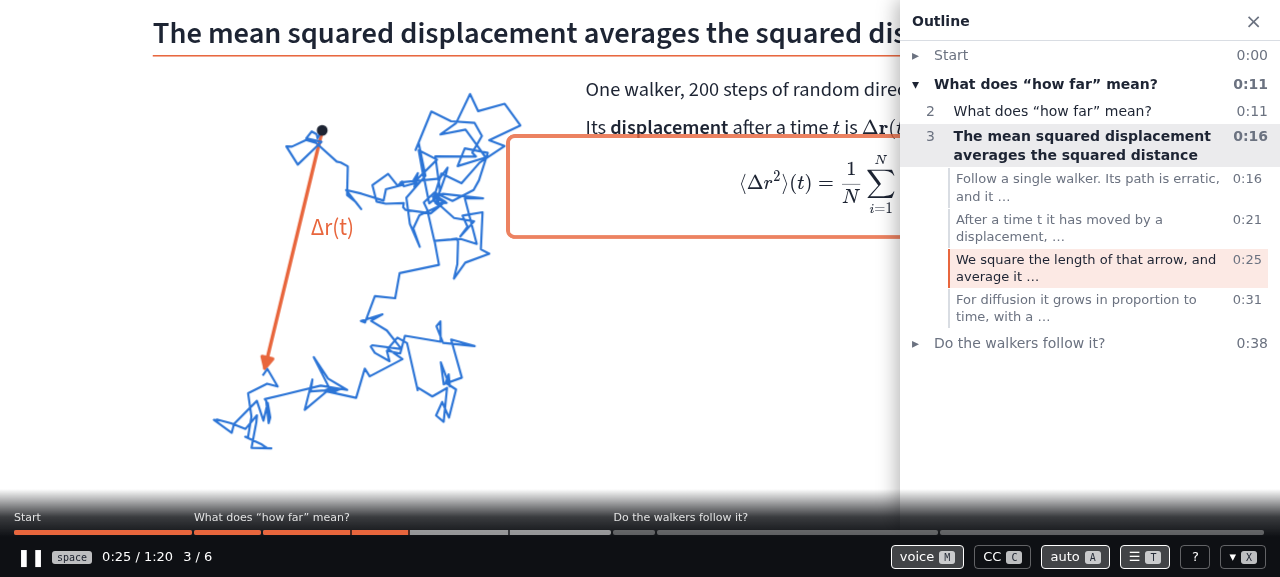 The mean squared displacement averages the squared dis
One walker, 200 steps of random direc
Its displacement after a time t is Δr(t
⟨Δr²⟩(t) = 1/N ∑ᵢ₌₁ᴺ
Δr(t)
Outline ×
▸ Start 0:00
▾ What does “how far” mean? 0:11
2 What does “how far” mean? 0:11
3 The mean squared displacement 0:16
averages the squared distance
Follow a single walker. Its path is erratic, 0:16
and it …
After a time t it has moved by a 0:21
displacement, …
We square the length of that arrow, and 0:25
average it …
For diffusion it grows in proportion to 0:31
time, with a …
▸ Do the walkers follow it? 0:38
Start What does “how far” mean? Do the walkers follow it?
space 0:25 / 1:20 3 / 6 voice M CC C auto A ☰ T ? ▾ X